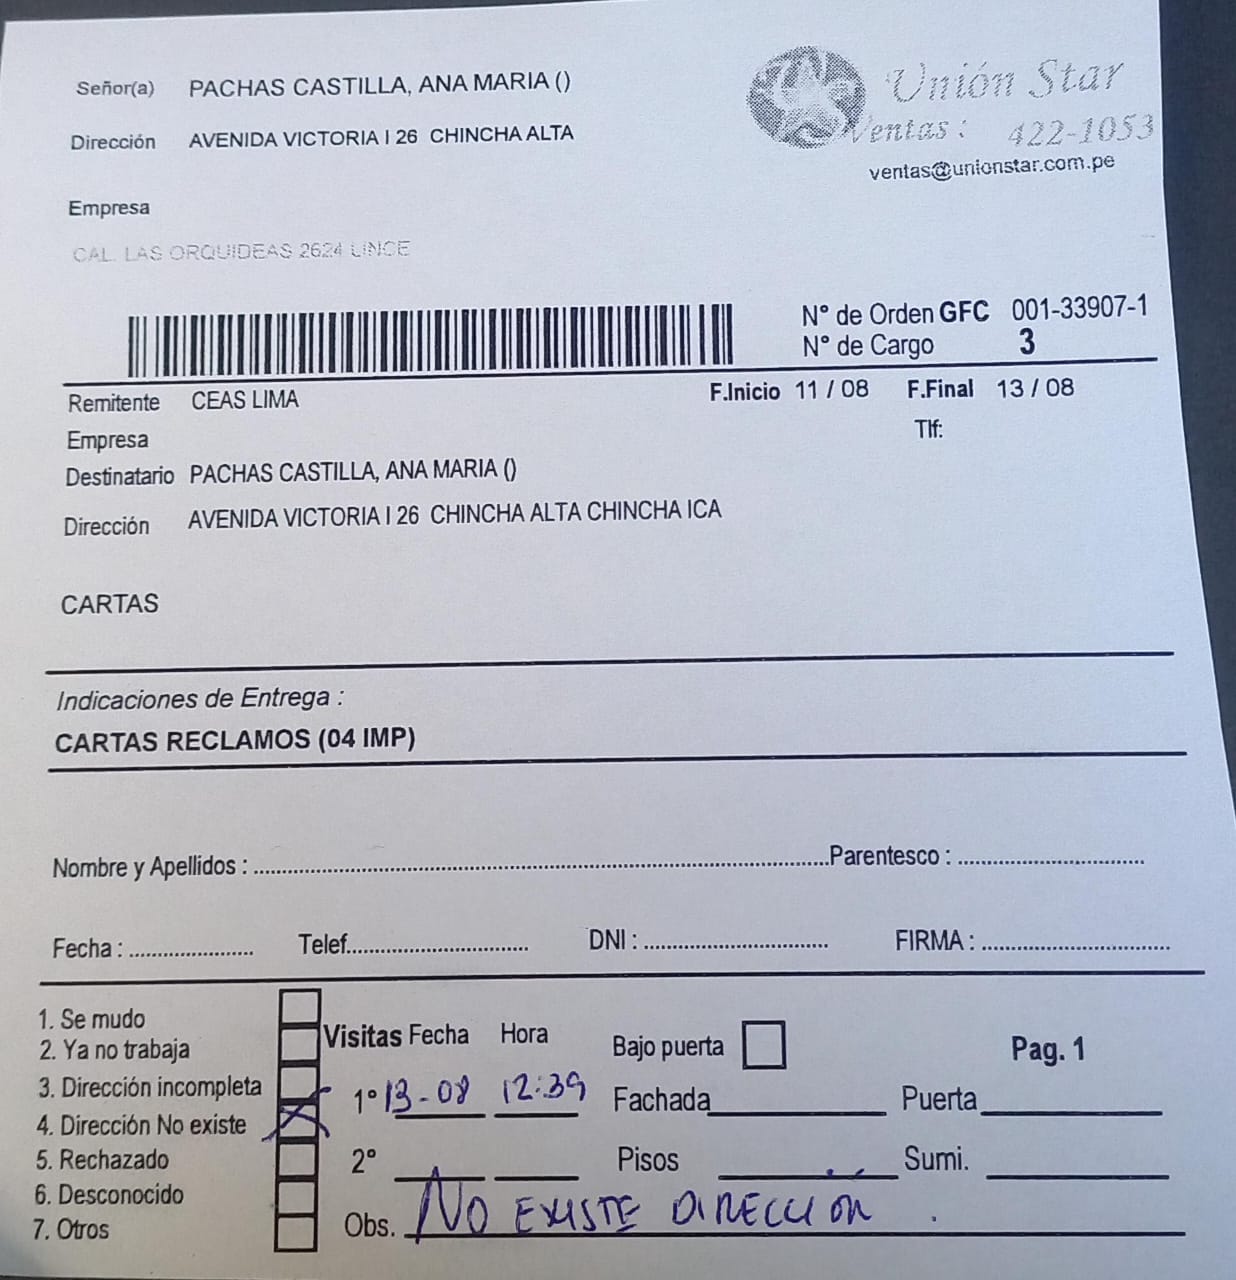 Señor(a) PACHAS CASTILLA, ANA MARIA ()
Dirección AVENIDA VICTORIA I 26 CHINCHA ALTA
Unión Star
Ventas : 422-1053
ventas@unionstar.com.pe
Empresa
CAL. LAS ORQUIDEAS 2624 LINCE
N° de Orden GFC 001-33907-1
N° de Cargo 3
Remitente CEAS LIMA F.Inicio 11 / 08 F.Final 13 / 08
Empresa Tlf:
Destinatario PACHAS CASTILLA, ANA MARIA ()
Dirección AVENIDA VICTORIA I 26 CHINCHA ALTA CHINCHA ICA
CARTAS
Indicaciones de Entrega :
CARTAS RECLAMOS (04 IMP)
Nombre y Apellidos : Parentesco :
Fecha : Telef. DNI : FIRMA :
1. Se mudo
2. Ya no trabaja
3. Dirección incompleta
4. Dirección No existe
5. Rechazado
6. Desconocido
7. Otros
Visitas Fecha Hora
1° 13-08 12:39
2°
Obs. NO EXISTE DIRECCIÓN .
Bajo puerta
Fachada
Pisos
Pag. 1
Puerta
Sumi.